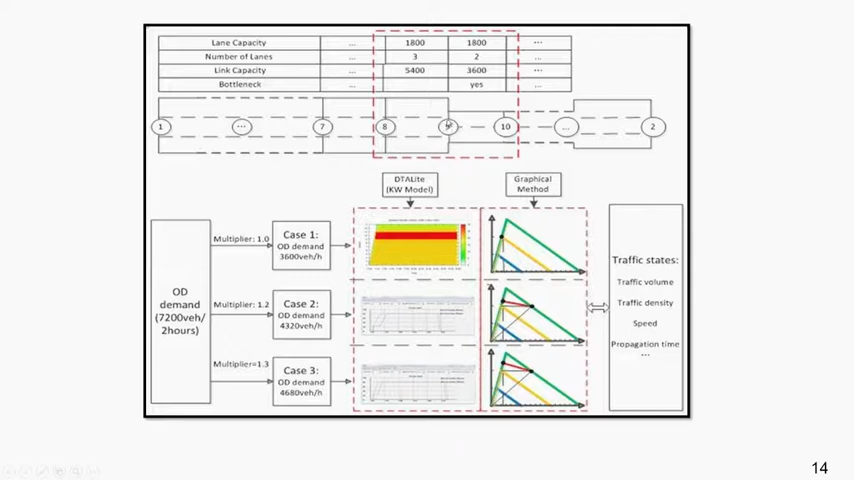 Lane Capacity ... 1800 1800 ...
Number of Lanes ... 3 2 ...
Link Capacity ... 5400 3600 ...
Bottleneck ... yes ...
1 ... 7 8 9 10 ... 2
DTALite
(KW Model)
Graphical
Method
OD
demand
(7200veh/
2hours)
Multiplier: 1.0
Case 1:
OD demand
3600veh/h
Multiplier: 1.2
Case 2:
OD demand
4320veh/h
Multiplier=1.3
Case 3:
OD demand
4680veh/h
Traffic states:
Traffic volume
Traffic density
Speed
Propagation time
...
14